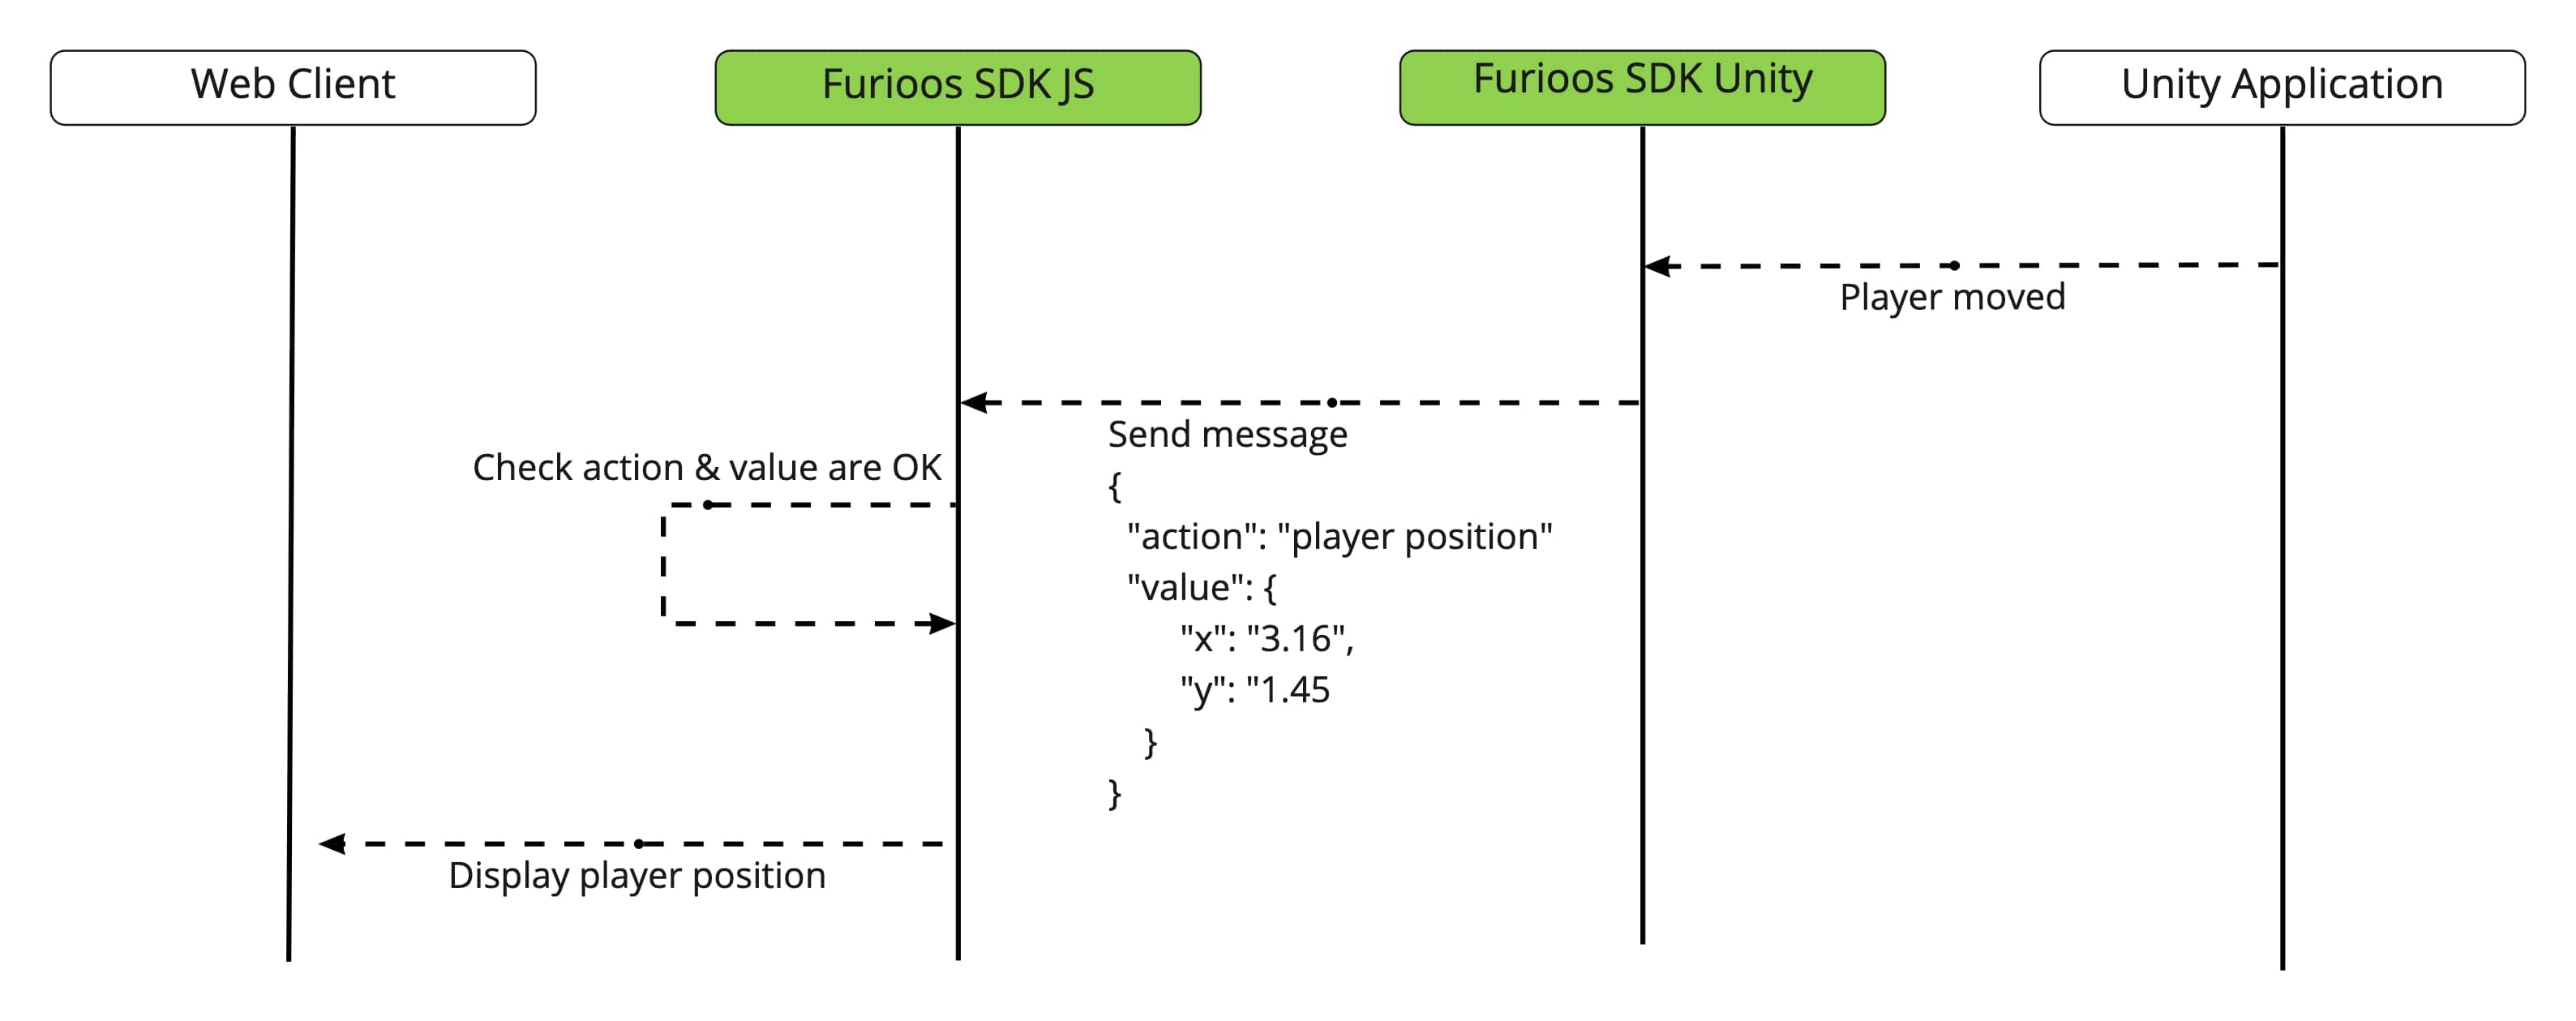 Web Client
Furioos SDK JS
Furioos SDK Unity
Unity Application
Player moved
Send message
{
"action": "player position"
"value": {
"x": "3.16",
"y": "1.45
}
}
Check action & value are OK
Display player position